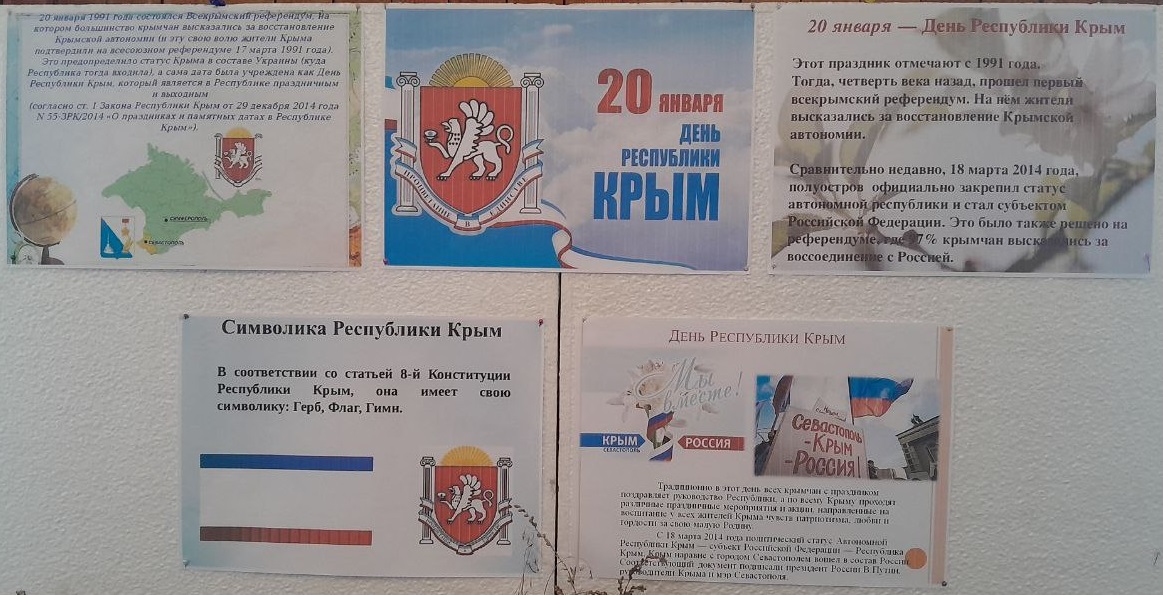 20 января 1991 года состоялся Всекрымский референдум, на
котором большинство крымчан высказались за восстановление
Крымской автономии (и эту свою волю жители Крыма
подтвердили на всесоюзном референдуме 17 марта 1991 года).
Это предопределило статус Крыма в составе Украины (куда
Республика тогда входила), а сама дата была учреждена как День
Республики Крым, который является в Республике праздничным
и выходным
(согласно ст. 1 Закона Республики Крым от 29 декабря 2014 года
N 55-ЗРК/2014 «О праздниках и памятных датах в Республике
Крым»).
СИМФЕРОПОЛЬ
СЕВАСТОПОЛЬ
20 ЯНВАРЯ
ДЕНЬ
РЕСПУБЛИКИ
КРЫМ
ПРОЦВЕТАНИЕ В ЕДИНСТВЕ
20 января — День Республики Крым
Этот праздник отмечают с 1991 года.
Тогда, четверть века назад, прошел первый
всекрымский референдум. На нём жители
высказались за восстановление Крымской
автономии.
Сравнительно недавно, 18 марта 2014 года,
полуостров официально закрепил статус
автономной республики и стал субъектом
Российской Федерации. Это было также решено на
референдуме, где 97% крымчан высказались за
воссоединение с Россией.
Символика Республики Крым
В соответствии со статьей 8-й Конституции
Республики Крым, она имеет свою
символику: Герб, Флаг, Гимн.
День Республики Крым
Мы
вместе!
КРЫМ
СЕВАСТОПОЛЬ
РОССИЯ
Севастополь
-Крым
-Россия!
Традиционно в этот день всех крымчан с праздником
поздравляет руководство Республики, а по всему Крыму проходят
различные праздничные мероприятия и акции, направленные на
воспитание у всех жителей Крыма чувств патриотизма, любви и
гордости за свою малую Родину.
С 18 марта 2014 года политический статус Автономной
Республики Крым — субъект Российской Федерации — Республика
Крым. Крым наравне с городом Севастополем вошел в состав России.
Соответствующий документ подписали президент России В.Путин,
руководители Крыма и мэр Севастополя.